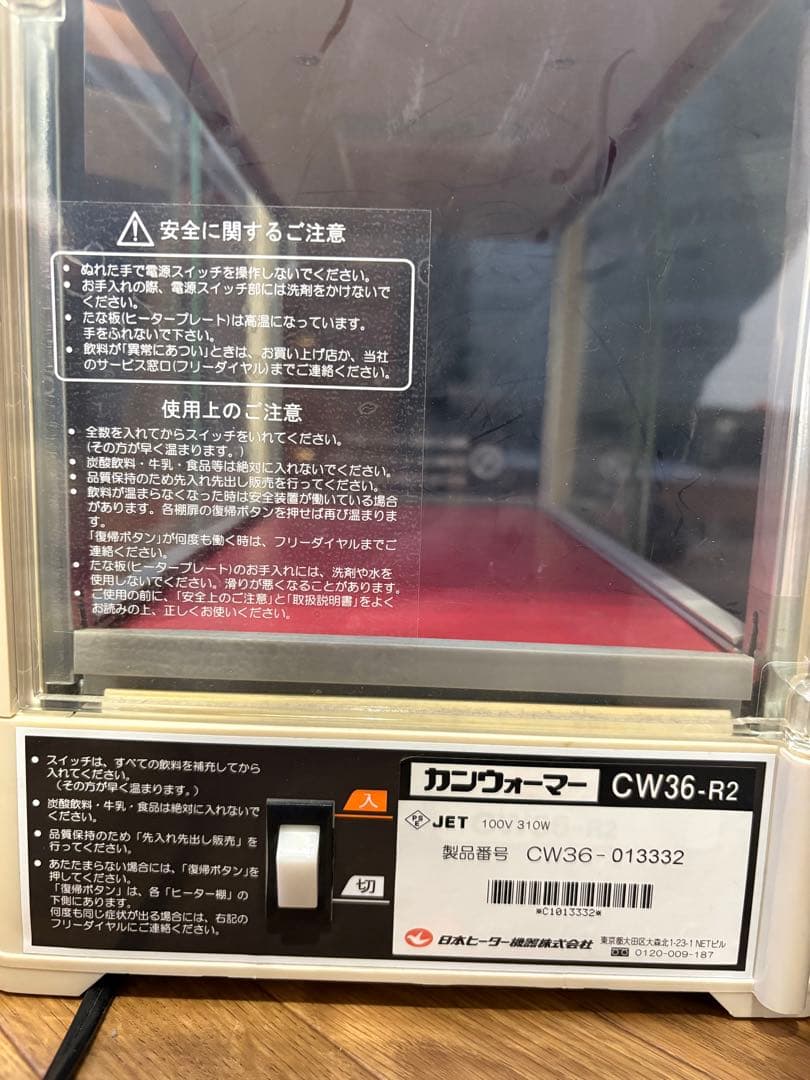 安全に関するご注意
• ぬれた手で電源スイッチを操作しないでください。
• お手入れの際、電源スイッチ部には洗剤をかけないで
ください。
• たな板(ヒータープレート)は高温になっています。
手をふれないで下さい。
• 飲料が「異常にあつい」ときは、お買い上げ店か、当社
のサービス窓口(フリーダイヤル)までご連絡ください。
使用上のご注意
• 全数を入れてからスイッチをいれてください。
(その方が早く温まります。)
• 炭酸飲料・牛乳・食品等は絶対に入れないでください。
• 品質保持のため先入れ先出し販売を行ってください。
• 飲料が温まらなくなった時は安全装置が働いている場合
があります。各棚扉の復帰ボタンを押せば再び温まりま
す。
「復帰ボタン」が何度も働く時は、フリーダイヤルまでご
連絡ください。
• たな板(ヒータープレート)のお手入れには、洗剤や水を
使用しないでください。滑りが悪くなることがあります。
• ご使用の前に、「安全上のご注意」と「取扱説明書」をよく
お読みの上、正しくお使いください。
• スイッチは、すべての飲料を補充してから
入れてください。
(その方が早く温まります。)
• 炭酸飲料・牛乳・食品は絶対に入れないで
ください。
• 品質保持のため「先入れ先出し販売」を
行ってください。
• あたたまらない場合には、「復帰ボタン」を
押してください。
「復帰ボタン」は、各「ヒーター棚」の
下側にあります。
何度も同じ症状が出る場合には、右記の
フリーダイヤルにご連絡ください。
入
切
カンウォーマー CW36-R2
PSE JET 100V 310W
製品番号 CW36-013332
*C1013332*
日本ヒーター機器株式会社 東京都大田区大森北1-23-1 NETビル
0120-009-187